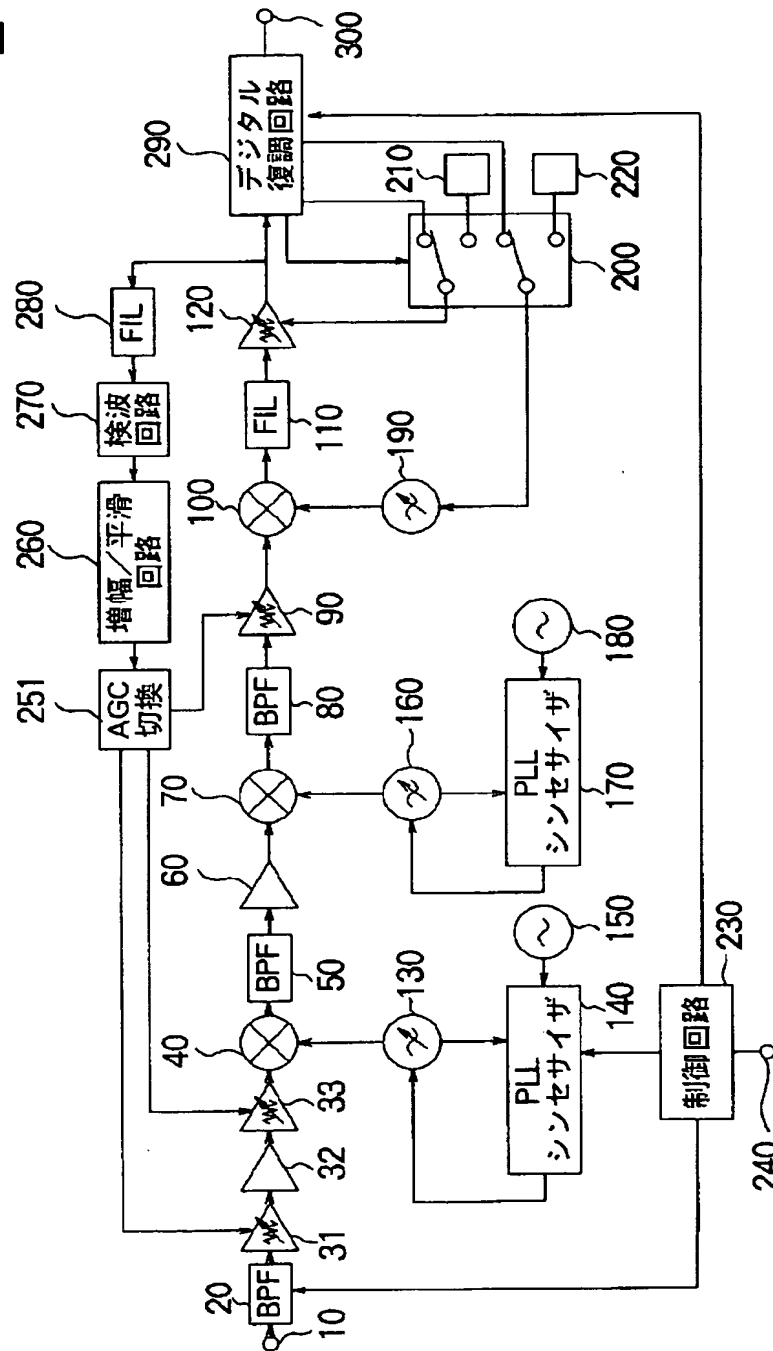 280
FIL
270
検波
回路
260
増幅/平滑
回路
251
AGC
切換
290
デジタル
復調回路
300
10
20
BPF
31
32
33
40
50
BPF
60
70
80
BPF
90
100
110
FIL
120
130
140
PLL
シンセサイザ
150
160
170
PLL
シンセサイザ
180
190
200
210
220
230
制御回路
240